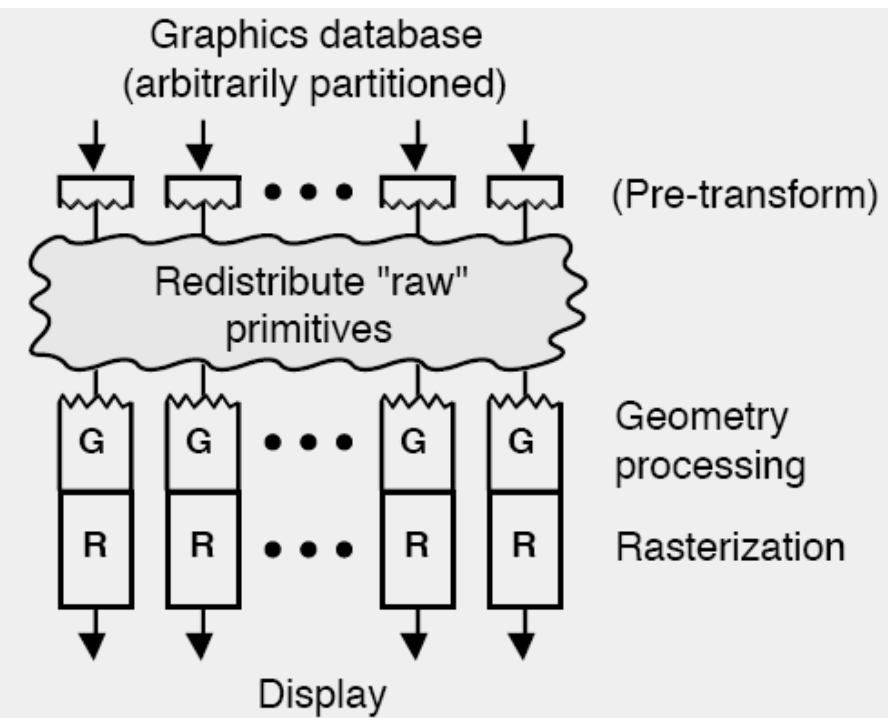 Graphics database
(arbitrarily partitioned)
(Pre-transform)
Redistribute "raw"
primitives
G G G G
Geometry
processing
R R R R
Rasterization
Display